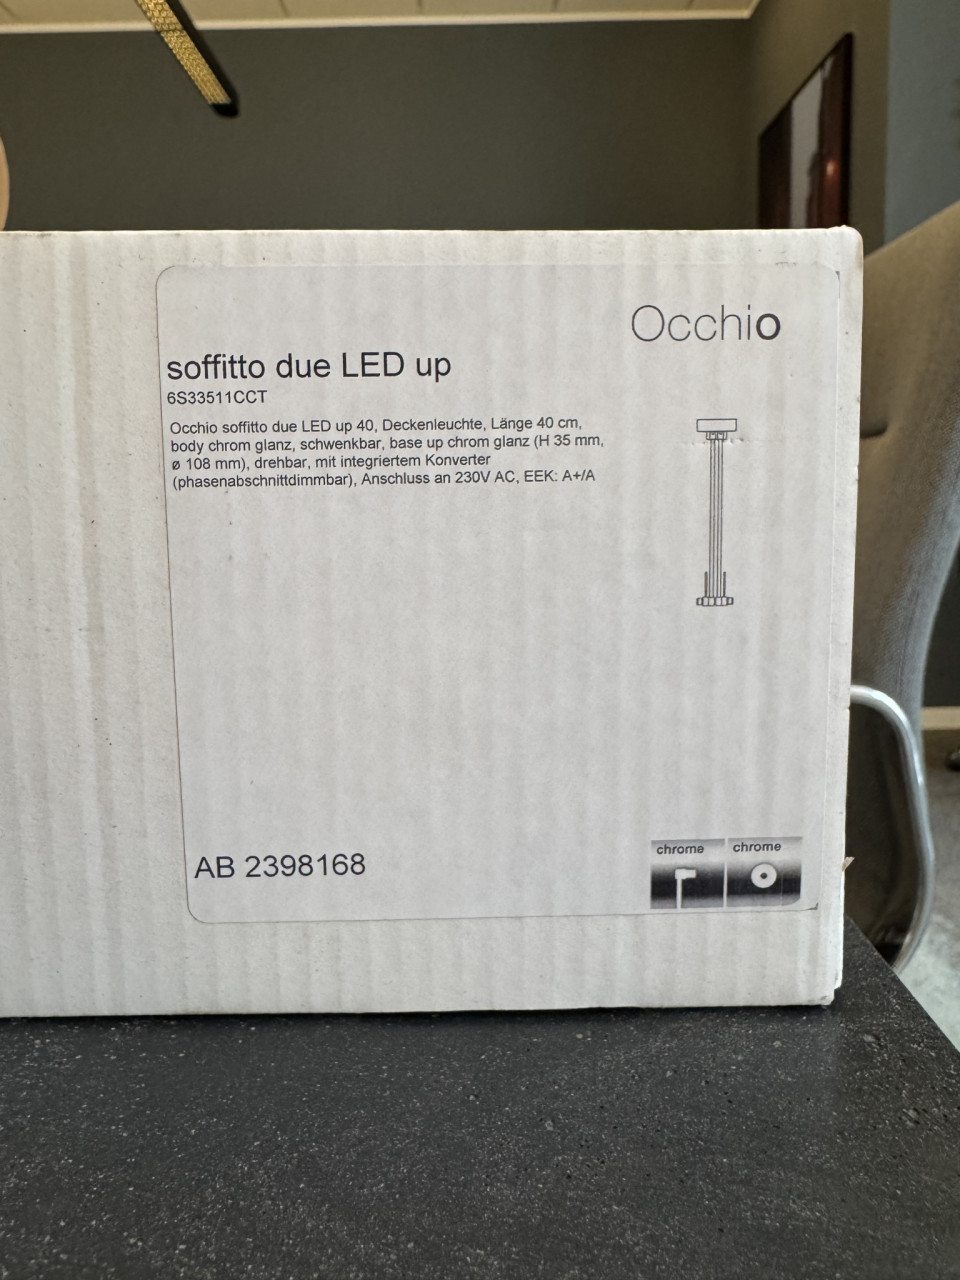 Occhio
soffitto due LED up
6S33511CCT
Occhio soffitto due LED up 40, Deckenleuchte, Länge 40 cm,
body chrom glanz, schwenkbar, base up chrom glanz (H 35 mm,
ø 108 mm), drehbar, mit integriertem Konverter
(phasenabschnittdimmbar), Anschluss an 230V AC, EEK: A+/A
AB 2398168
chrome
chrome